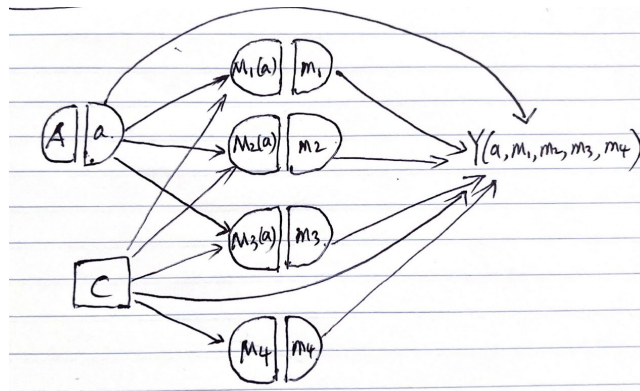 M₁(a) m₁
A a.
M₂(a) m₂
Y(a,m₁,m₂,m₃,m₄)
M₃(a) m₃.
C
M₄ m₄